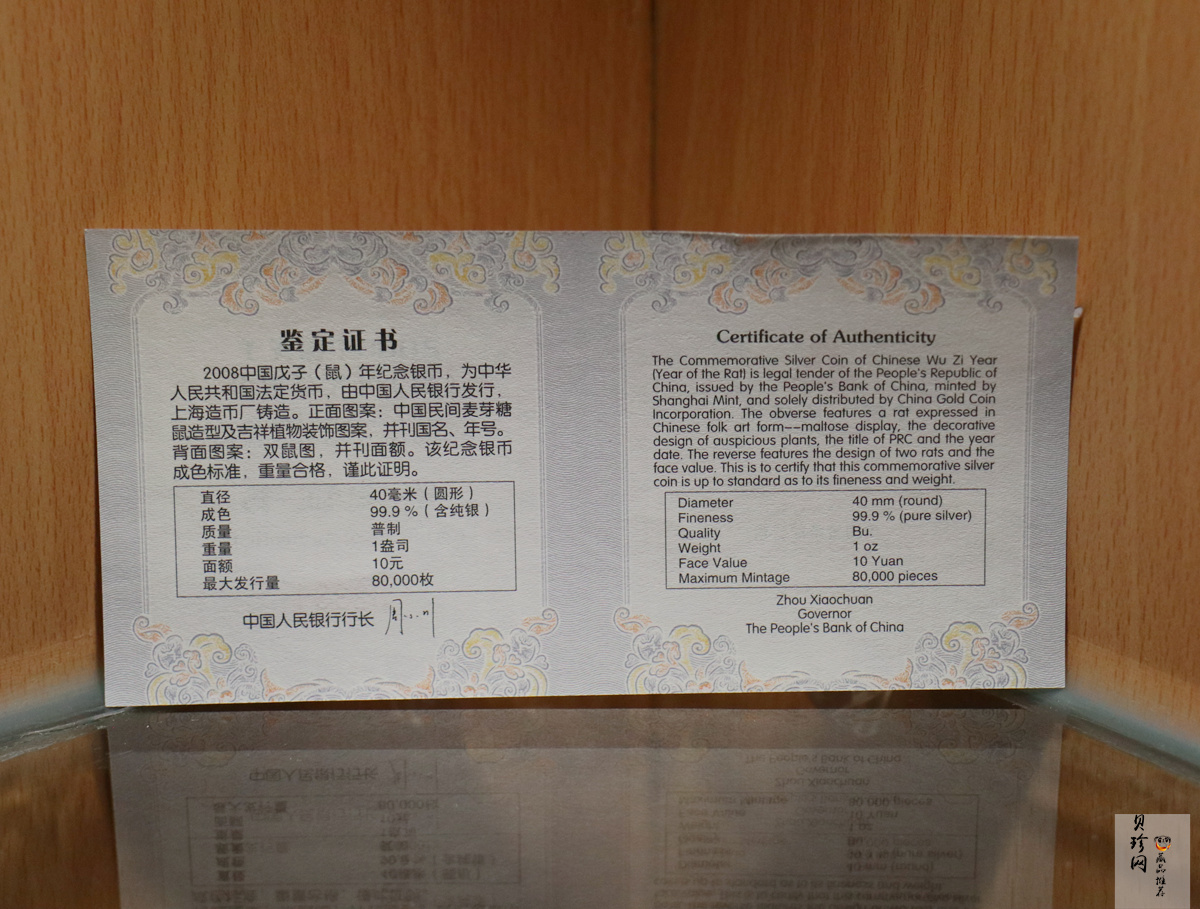 鉴定证书
2008中国戊子（鼠）年纪念银币，为中华
人民共和国法定货币，由中国人民银行发行，
上海造币厂铸造。正面图案：中国民间麦芽糖
鼠造型及吉祥植物装饰图案，并刊国名、年号。
背面图案：双鼠图，并刊面额。该纪念银币
成色标准，重量合格，谨此证明。
直径 40毫米（圆形）
成色 99.9％（含纯银）
质量 普制
重量 1盎司
面额 10元
最大发行量 80,000枚
中国人民银行行长
Certificate of Authenticity
The Commemorative Silver Coin of Chinese Wu Zi Year
(Year of the Rat) is legal tender of the People's Republic of
China, issued by the People's Bank of China, minted by
Shanghai Mint, and solely distributed by China Gold Coin
Incorporation. The obverse features a rat expressed in
Chinese folk art form--maltose display, the decorative
design of auspicious plants, the title of PRC and the year
date. The reverse features the design of two rats and the
face value. This is to certify that this commemorative silver
coin is up to standard as to its fineness and weight.
Diameter 40 mm (round)
Fineness 99.9 % (pure silver)
Quality Bu.
Weight 1 oz
Face Value 10 Yuan
Maximum Mintage 80,000 pieces
Zhou Xiaochuan
Governor
The People's Bank of China
贝珍网
藏品推荐